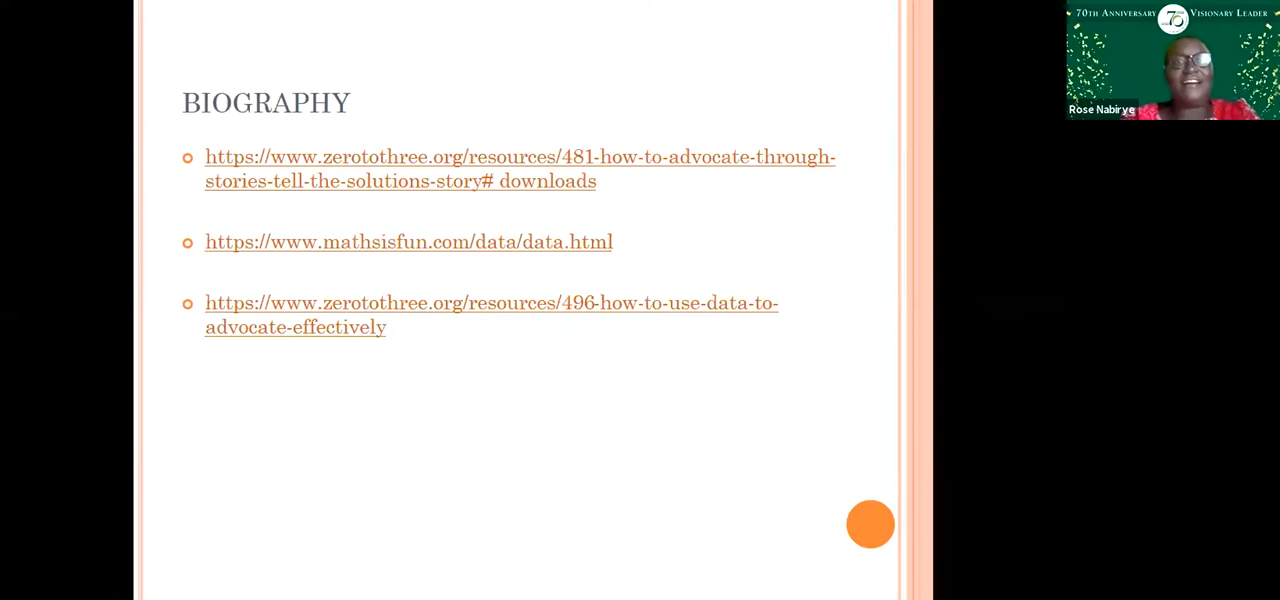 70TH ANNIVERSARY 70 VISIONARY LEADER
Rose Nabirye
BIOGRAPHY
https://www.zerotothree.org/resources/481-how-to-advocate-through-
stories-tell-the-solutions-story# downloads
https://www.mathsisfun.com/data/data.html
https://www.zerotothree.org/resources/496-how-to-use-data-to-
advocate-effectively